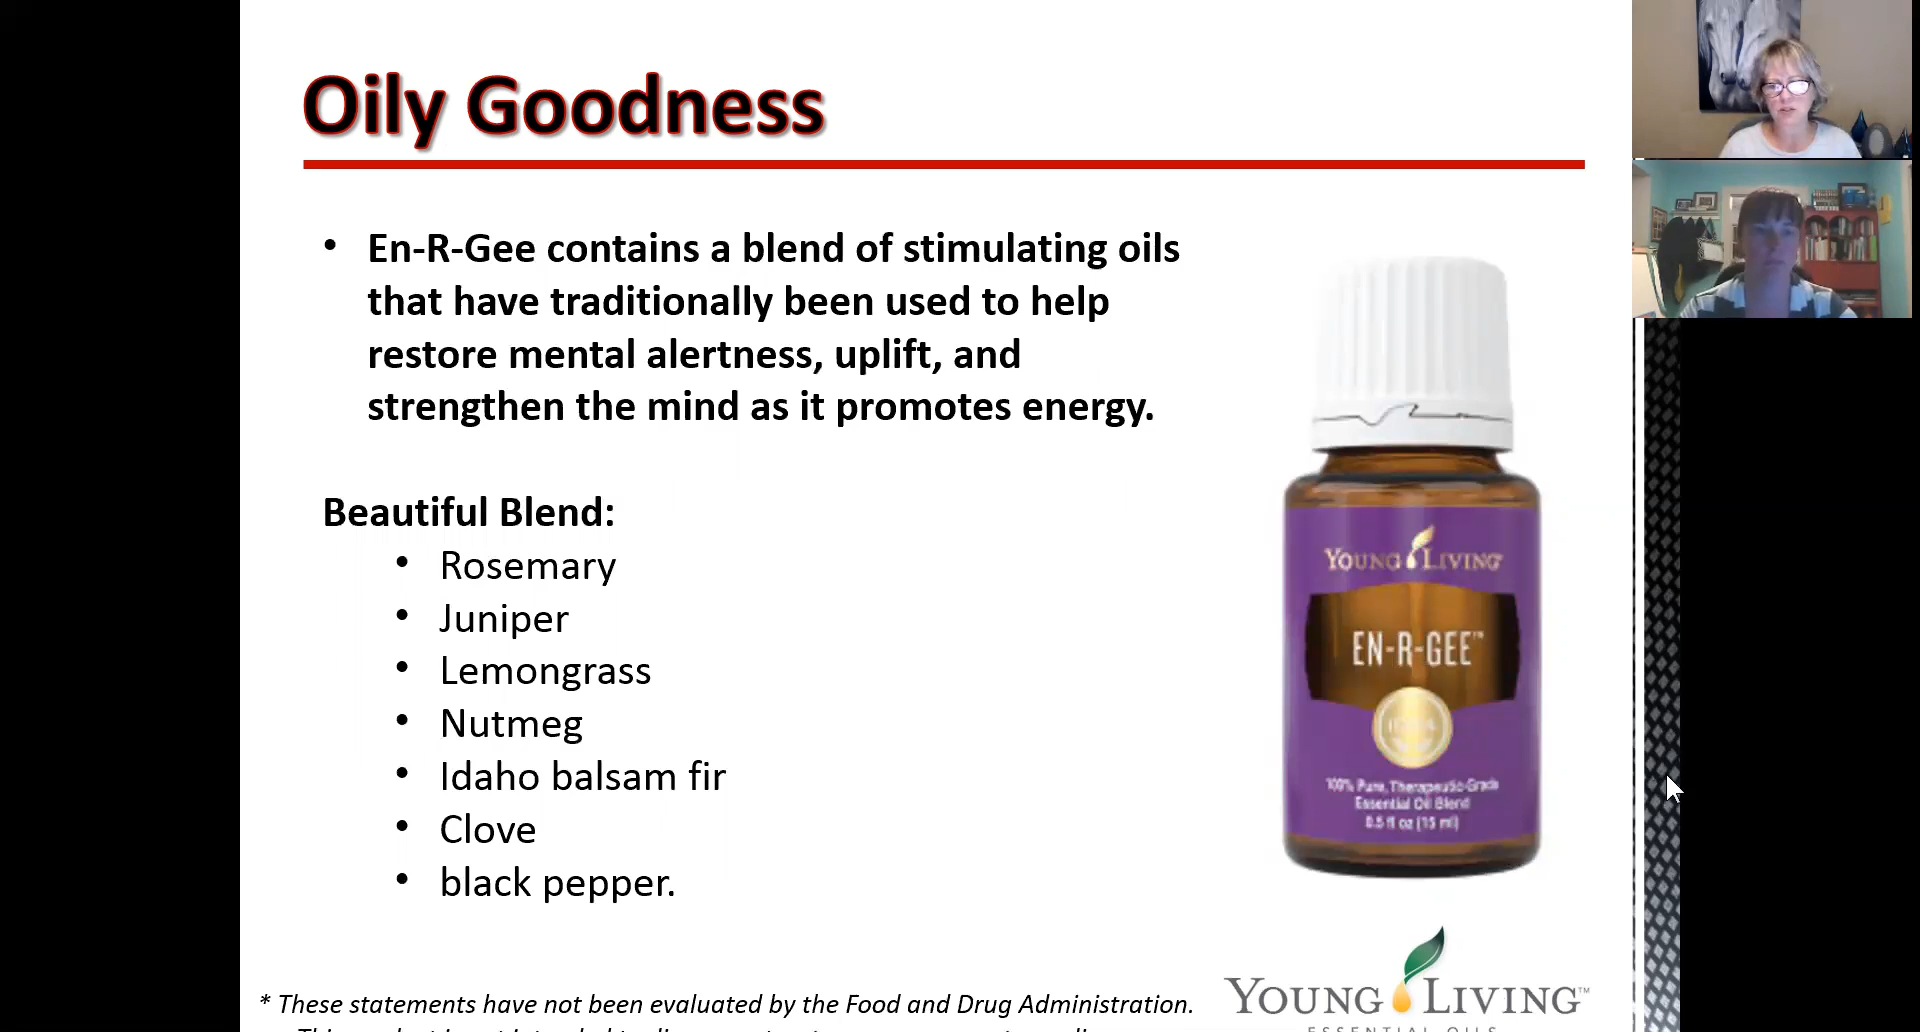 Oily Goodness
• En-R-Gee contains a blend of stimulating oils
that have traditionally been used to help
restore mental alertness, uplift, and
strengthen the mind as it promotes energy.
Beautiful Blend:
• Rosemary
• Juniper
• Lemongrass
• Nutmeg
• Idaho balsam fir
• Clove
• black pepper.
YOUNG LIVING
EN-R-GEE™
100% Pure, Therapeutic-Grade
Essential Oil Blend
0.5 fl oz (15 ml)
* These statements have not been evaluated by the Food and Drug Administration.
YOUNG LIVING™
ESSENTIAL OILS